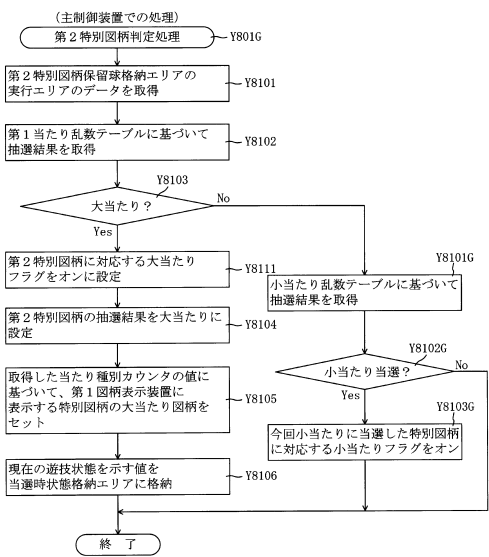 (主制御装置での処理)
第2特別図柄判定処理
Y801G
第2特別図柄保留球格納エリアの
実行エリアのデータを取得
Y8101
第1当たり乱数テーブルに基づいて
抽選結果を取得
Y8102
大当たり?
Y8103
No
Yes
第2特別図柄に対応する大当たり
フラグをオンに設定
Y8111
第2特別図柄の抽選結果を大当たりに
設定
Y8104
取得した当たり種別カウンタの値に
基づいて、第1図柄表示装置に
表示する特別図柄の大当たり図柄を
セット
Y8105
現在の遊技状態を示す値を
当選時状態格納エリアに格納
Y8106
小当たり乱数テーブルに基づいて
抽選結果を取得
Y8101G
小当たり当選?
Y8102G
No
Yes
今回小当たりに当選した特別図柄
に対応する小当たりフラグをオン
Y8103G
終 了